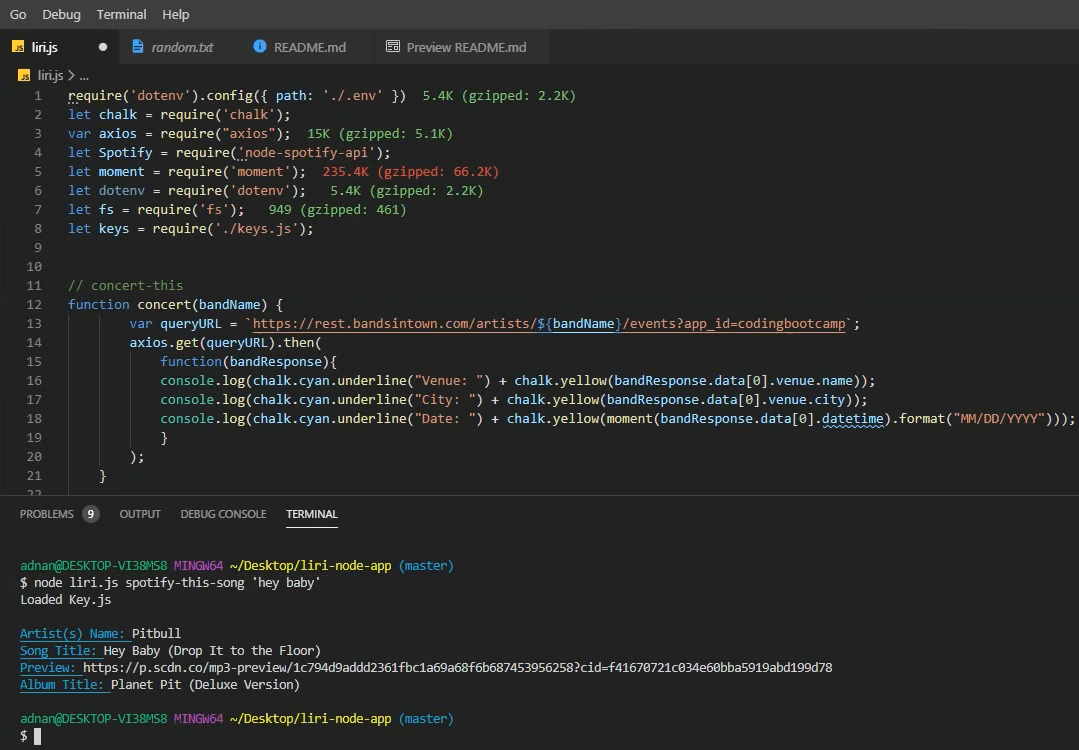 Go Debug Terminal Help
JS liri.js random.txt README.md Preview README.md
JS liri.js > ...
1 require('dotenv').config({ path: './.env' }) 5.4K (gzipped: 2.2K)
2 let chalk = require('chalk');
3 var axios = require("axios"); 15K (gzipped: 5.1K)
4 let Spotify = require('node-spotify-api');
5 let moment = require('moment'); 235.4K (gzipped: 66.2K)
6 let dotenv = require('dotenv'); 5.4K (gzipped: 2.2K)
7 let fs = require('fs'); 949 (gzipped: 461)
8 let keys = require('./keys.js');
9
10
11 // concert-this
12 function concert(bandName) {
13 var queryURL = `https://rest.bandsintown.com/artists/${bandName}/events?app_id=codingbootcamp`;
14 axios.get(queryURL).then(
15 function(bandResponse){
16 console.log(chalk.cyan.underline("Venue: ") + chalk.yellow(bandResponse.data[0].venue.name));
17 console.log(chalk.cyan.underline("City: ") + chalk.yellow(bandResponse.data[0].venue.city));
18 console.log(chalk.cyan.underline("Date: ") + chalk.yellow(moment(bandResponse.data[0].datetime).format("MM/DD/YYYY")));
19 }
20 );
21 }
22
PROBLEMS 9 OUTPUT DEBUG CONSOLE TERMINAL
adnan@DESKTOP-VI38MS8 MINGW64 ~/Desktop/liri-node-app (master)
$ node liri.js spotify-this-song 'hey baby'
Loaded Key.js
Artist(s) Name: Pitbull
Song Title: Hey Baby (Drop It to the Floor)
Preview: https://p.scdn.co/mp3-preview/1c794d9addd2361fbc1a69a68f6b687453956258?cid=f41670721c034e60bba5919abd199d78
Album Title: Planet Pit (Deluxe Version)
adnan@DESKTOP-VI38MS8 MINGW64 ~/Desktop/liri-node-app (master)
$